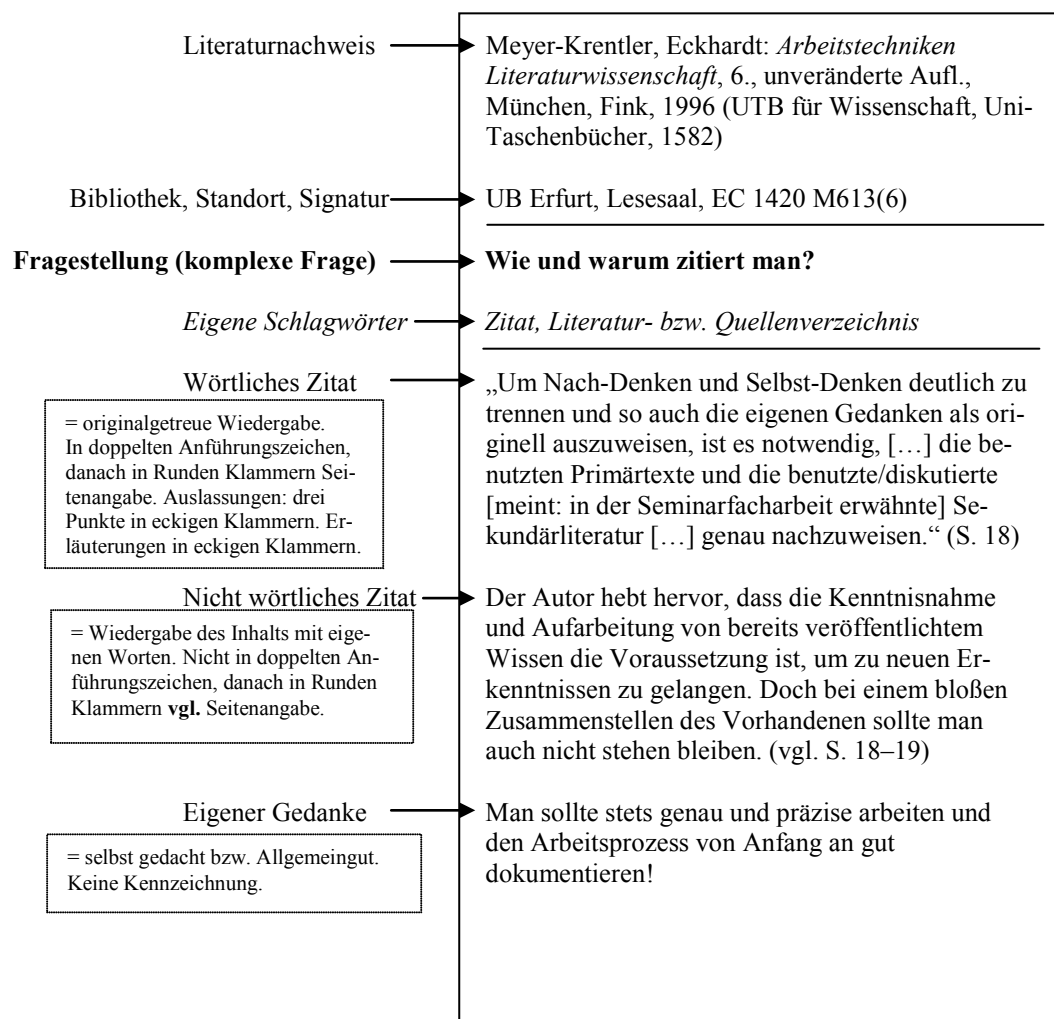 Literaturnachweis
Meyer-Krentler, Eckhardt: Arbeitstechniken
Literaturwissenschaft, 6., unveränderte Aufl.,
München, Fink, 1996 (UTB für Wissenschaft, Uni-
Taschenbücher, 1582)
Bibliothek, Standort, Signatur
UB Erfurt, Lesesaal, EC 1420 M613(6)
Fragestellung (komplexe Frage)
Wie und warum zitiert man?
Eigene Schlagwörter
Zitat, Literatur- bzw. Quellenverzeichnis
Wörtliches Zitat
= originalgetreue Wiedergabe.
In doppelten Anführungszeichen,
danach in Runden Klammern Sei-
tenangabe. Auslassungen: drei
Punkte in eckigen Klammern. Er-
läuterungen in eckigen Klammern.
„Um Nach-Denken und Selbst-Denken deutlich zu
trennen und so auch die eigenen Gedanken als ori-
ginell auszuweisen, ist es notwendig, […] die be-
nutzten Primärtexte und die benutzte/diskutierte
[meint: in der Seminarfacharbeit erwähnte] Se-
kundärliteratur […] genau nachzuweisen.“ (S. 18)
Nicht wörtliches Zitat
= Wiedergabe des Inhalts mit eige-
nen Worten. Nicht in doppelten An-
führungszeichen, danach in Runden
Klammern vgl. Seitenangabe.
Der Autor hebt hervor, dass die Kenntnisnahme
und Aufarbeitung von bereits veröffentlichtem
Wissen die Voraussetzung ist, um zu neuen Er-
kenntnissen zu gelangen. Doch bei einem bloßen
Zusammenstellen des Vorhandenen sollte man
auch nicht stehen bleiben. (vgl. S. 18–19)
Eigener Gedanke
= selbst gedacht bzw. Allgemeingut.
Keine Kennzeichnung.
Man sollte stets genau und präzise arbeiten und
den Arbeitsprozess von Anfang an gut
dokumentieren!